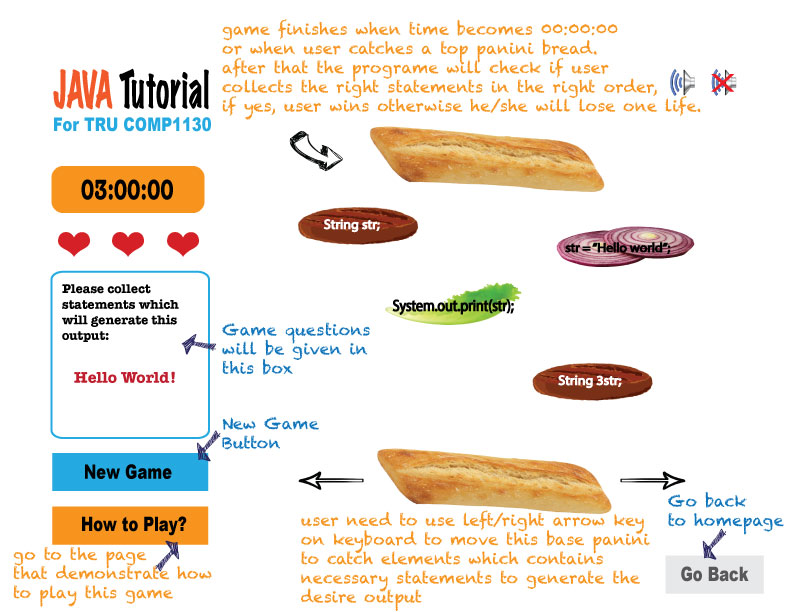 game finishes when time becomes 00:00:00
or when user catches a top panini bread.
after that the programe will check if user
collects the right statements in the right order,
if yes, user wins otherwise he/she will lose one life.
JAVA Tutorial
For TRU COMP1130
03:00:00
String str;
str = "Hello world";
Please collect
statements which
will generate this
output:
Hello World!
System.out.print(str);
Game questions
will be given in
this box
String 3str;
New Game
Button
New Game
How to Play?
go to the page
that demonstrate how
to play this game
user need to use left/right arrow key
on keyboard to move this base panini
to catch elements which contains
necessary statements to generate the
desire output
Go back
to homepage
Go Back